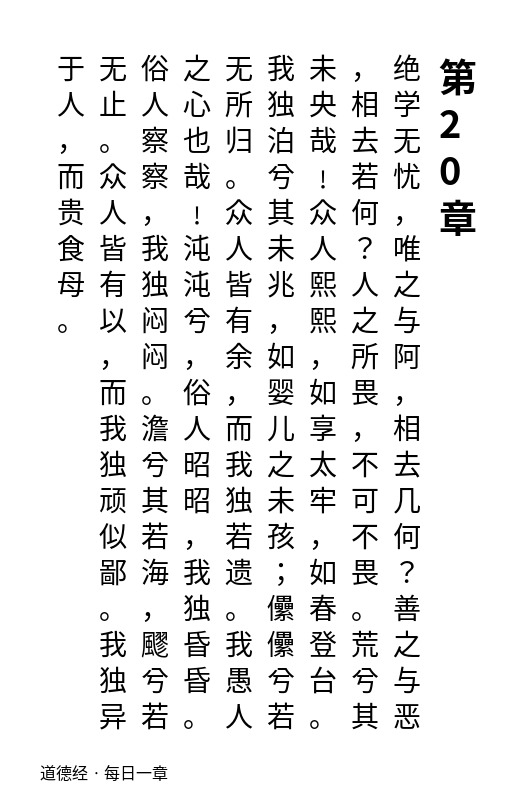 第20章
绝学无忧，唯之与阿，相去几何？善之与恶
，相去若何？人之所畏，不可不畏。荒兮其
未央哉！众人熙熙，如享太牢，如春登台。
我独泊兮其未兆，如婴儿之未孩；儽儽兮若
无所归。众人皆有余，而我独若遗。我愚人
之心也哉！沌沌兮，俗人昭昭，我独昏昏。
俗人察察，我独闷闷。澹兮其若海，飂兮若
无止。众人皆有以，而我独顽似鄙。我独异
于人，而贵食母。
道德经 · 每日一章